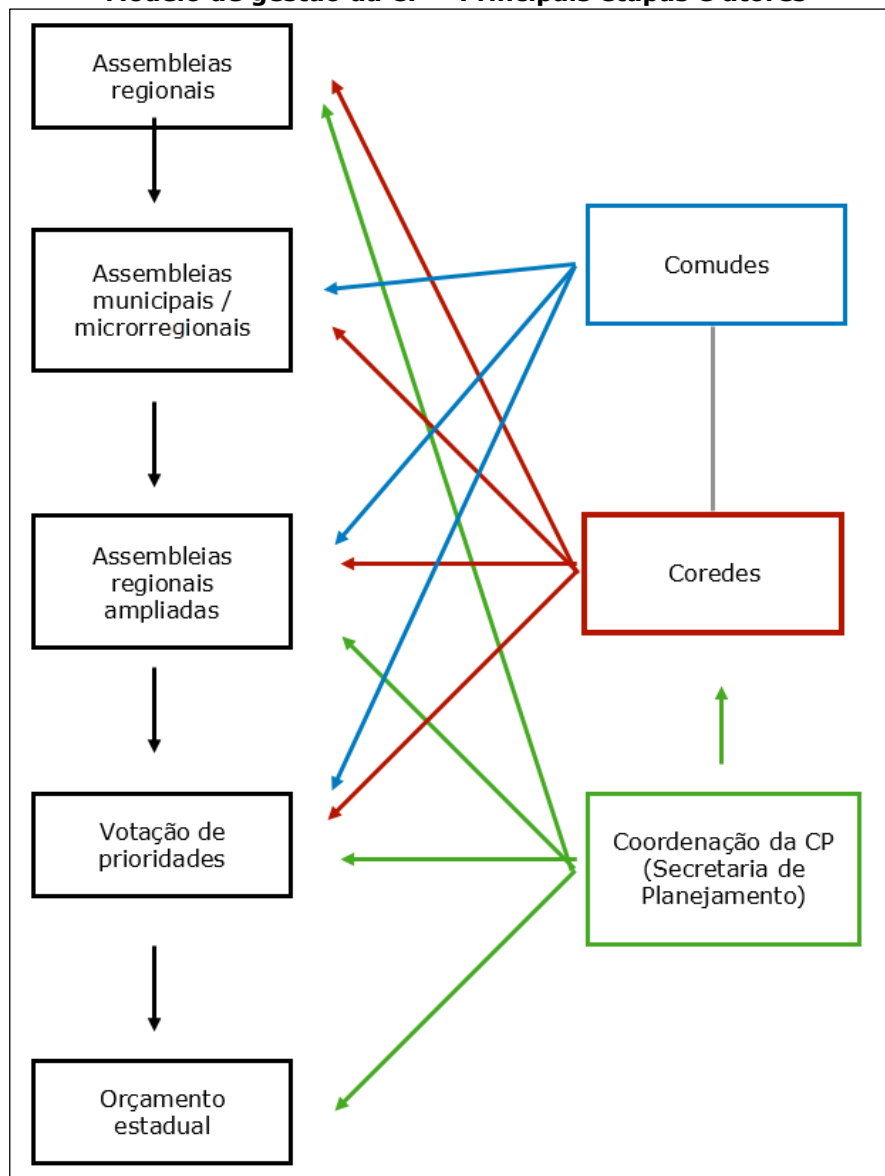 Assembleias
regionais
Assembleias
municipais /
microrregionais
Assembleias
regionais
ampliadas
Votação de
prioridades
Orçamento
estadual
Comudes
Coredes
Coordenação da CP
(Secretaria de
Planejamento)